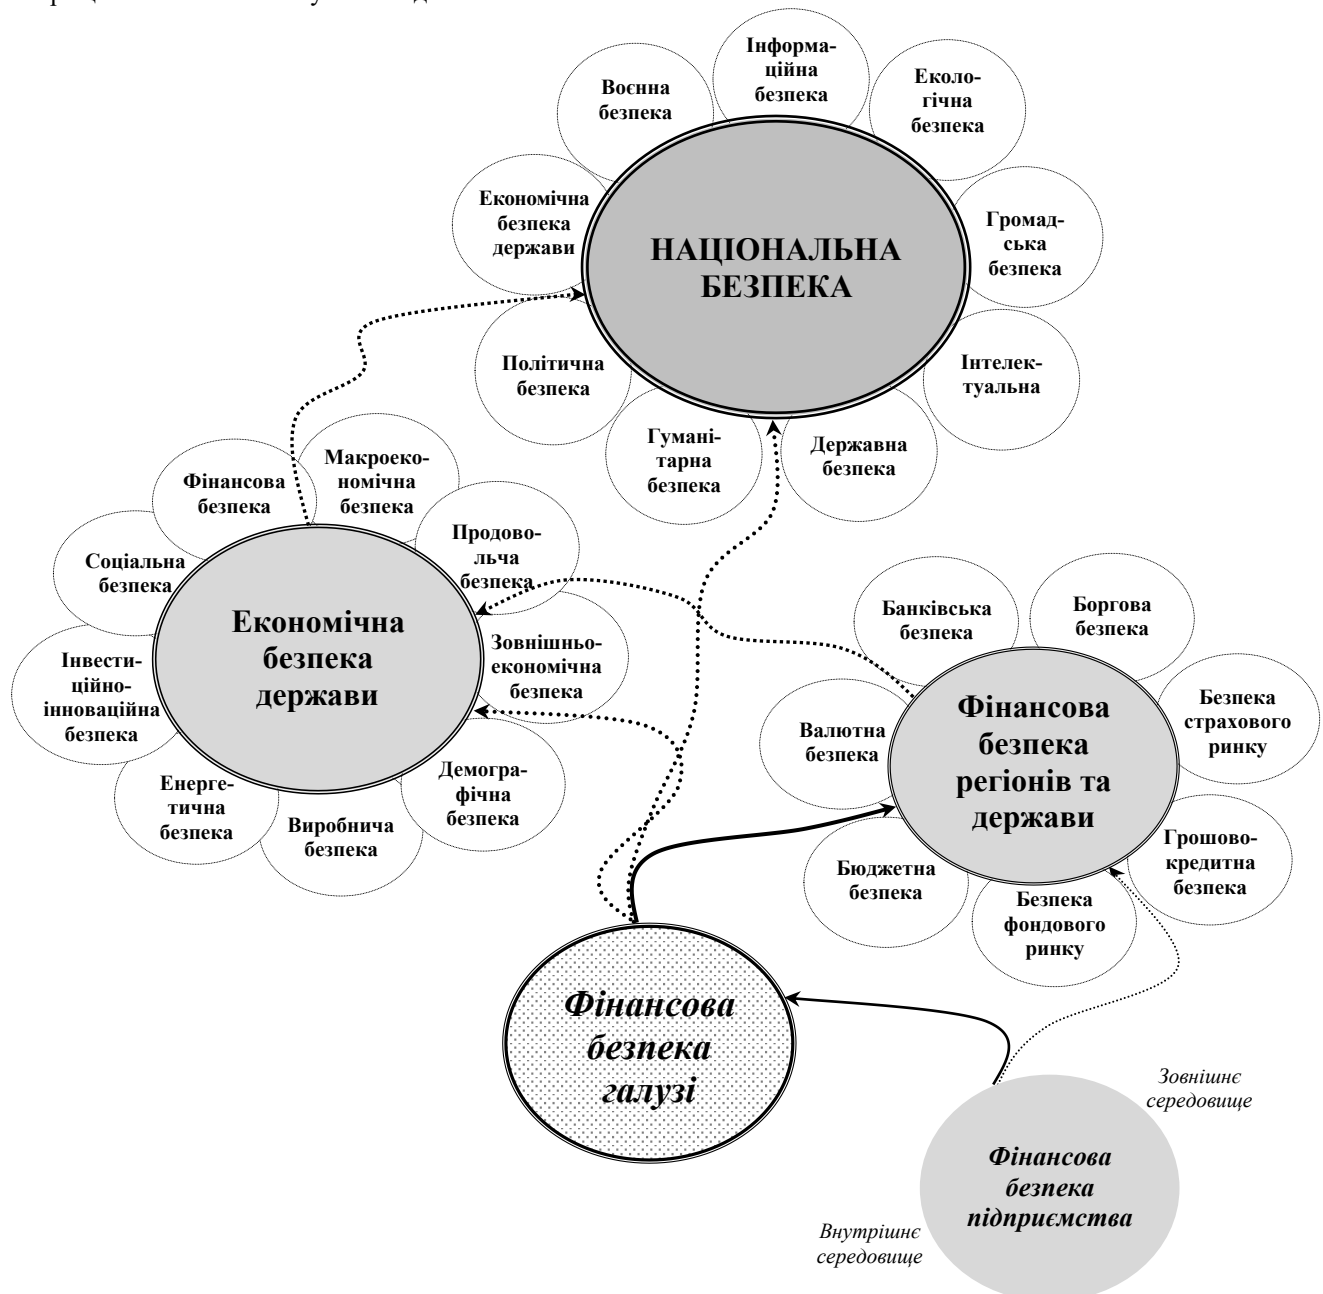 Інформа-
ційна
безпека
Воєнна
безпека
Еколо-
гічна
безпека
Економічна
безпека
держави
Громад-
ська
безпека
НАЦІОНАЛЬНА
БЕЗПЕКА
Політична
безпека
Інтелек-
туальна
Гумані-
тарна
безпека
Державна
безпека
Фінансова
безпека
Макроеко-
номічна
безпека
Соціальна
безпека
Продово-
льча
безпека
Економічна
безпека
держави
Зовнішньо-
економічна
безпека
Інвести-
ційно-
інноваційна
безпека
Енерге-
тична
безпека
Виробнича
безпека
Демогра-
фічна
безпека
Банківська
безпека
Боргова
безпека
Валютна
безпека
Фінансова
безпека
регіонів та
держави
Безпека
страхового
ринку
Бюджетна
безпека
Безпека
фондового
ринку
Грошово-
кредитна
безпека
Фінансова
безпека
галузі
Зовнішнє
середовище
Фінансова
безпека
підприємства
Внутрішнє
середовище